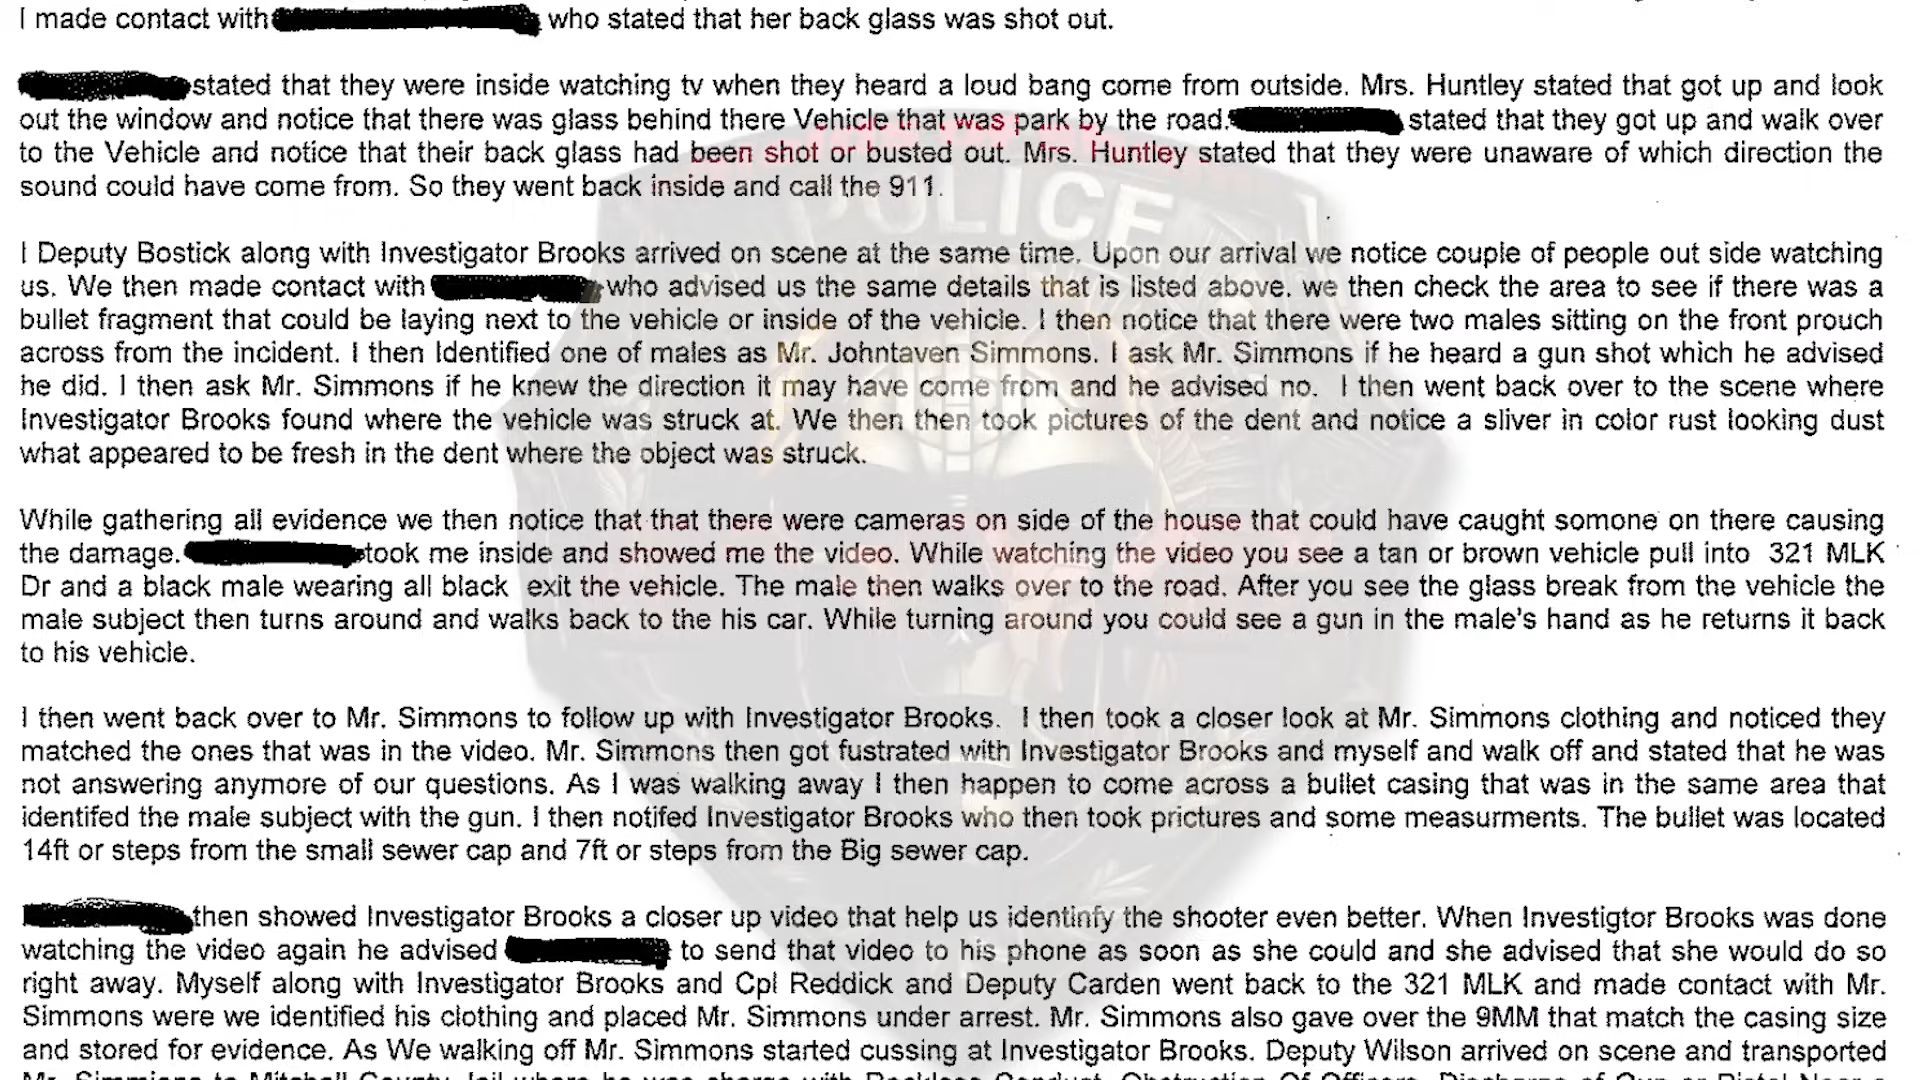 I made contact with who stated that her back glass was shot out.
stated that they were inside watching tv when they heard a loud bang come from outside. Mrs. Huntley stated that got up and look
out the window and notice that there was glass behind there Vehicle that was park by the road. stated that they got up and walk over
to the Vehicle and notice that their back glass had been shot or busted out. Mrs. Huntley stated that they were unaware of which direction the
sound could have come from. So they went back inside and call the 911.
POLICE
I Deputy Bostick along with Investigator Brooks arrived on scene at the same time. Upon our arrival we notice couple of people out side watching
us. We then made contact with who advised us the same details that is listed above. we then check the area to see if there was a
bullet fragment that could be laying next to the vehicle or inside of the vehicle. I then notice that there were two males sitting on the front prouch
across from the incident. I then Identified one of males as Mr. Johntaven Simmons. I ask Mr. Simmons if he heard a gun shot which he advised
he did. I then ask Mr. Simmons if he knew the direction it may have come from and he advised no. I then went back over to the scene where
Investigator Brooks found where the vehicle was struck at. We then then took pictures of the dent and notice a sliver in color rust looking dust
what appeared to be fresh in the dent where the object was struck.
While gathering all evidence we then notice that that there were cameras on side of the house that could have caught somone on there causing
the damage. took me inside and showed me the video. While watching the video you see a tan or brown vehicle pull into 321 MLK
Dr and a black male wearing all black exit the vehicle. The male then walks over to the road. After you see the glass break from the vehicle the
male subject then turns around and walks back to the his car. While turning around you could see a gun in the male's hand as he returns it back
to his vehicle.
I then went back over to Mr. Simmons to follow up with Investigator Brooks. I then took a closer look at Mr. Simmons clothing and noticed they
matched the ones that was in the video. Mr. Simmons then got fustrated with Investigator Brooks and myself and walk off and stated that he was
not answering anymore of our questions. As I was walking away I then happen to come across a bullet casing that was in the same area that
identifed the male subject with the gun. I then notifed Investigator Brooks who then took prictures and some measurments. The bullet was located
14ft or steps from the small sewer cap and 7ft or steps from the Big sewer cap.
then showed Investigator Brooks a closer up video that help us identinfy the shooter even better. When Investigtor Brooks was done
watching the video again he advised to send that video to his phone as soon as she could and she advised that she would do so
right away. Myself along with Investigator Brooks and Cpl Reddick and Deputy Carden went back to the 321 MLK and made contact with Mr.
Simmons were we identified his clothing and placed Mr. Simmons under arrest. Mr. Simmons also gave over the 9MM that match the casing size
and stored for evidence. As We walking off Mr. Simmons started cussing at Investigator Brooks. Deputy Wilson arrived on scene and transported